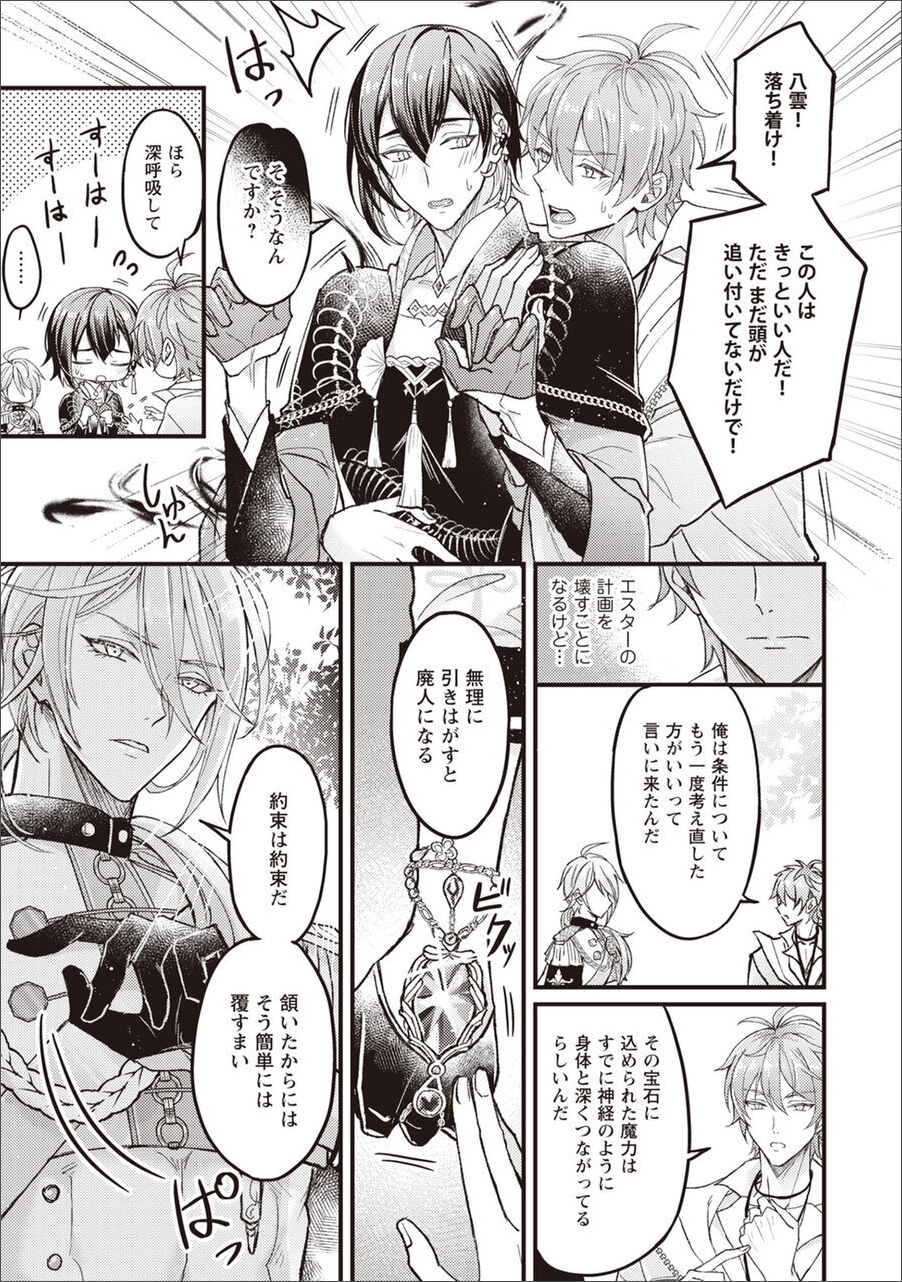 八雲!
落ち着け!
この人は
きっといい人だ!
ただ まだ頭が
追い付いてないだけで!
はっ
そ そうなん
ですか?
ほら
深呼吸して
すーはー
すーはー
……
しゅん
エスターの
計画を
壊すことに
なるけど…
俺は条件について
もう一度考え直した
方がいいって
言いに来たんだ
その宝石に
込められた魔力は
すでに神経のように
身体と深くつながってる
らしいんだ
無理に
引きはがすと
廃人になる
ビクッ
約束は約束だ
頷いたからには
そう簡単には
覆すまい
ぱっ